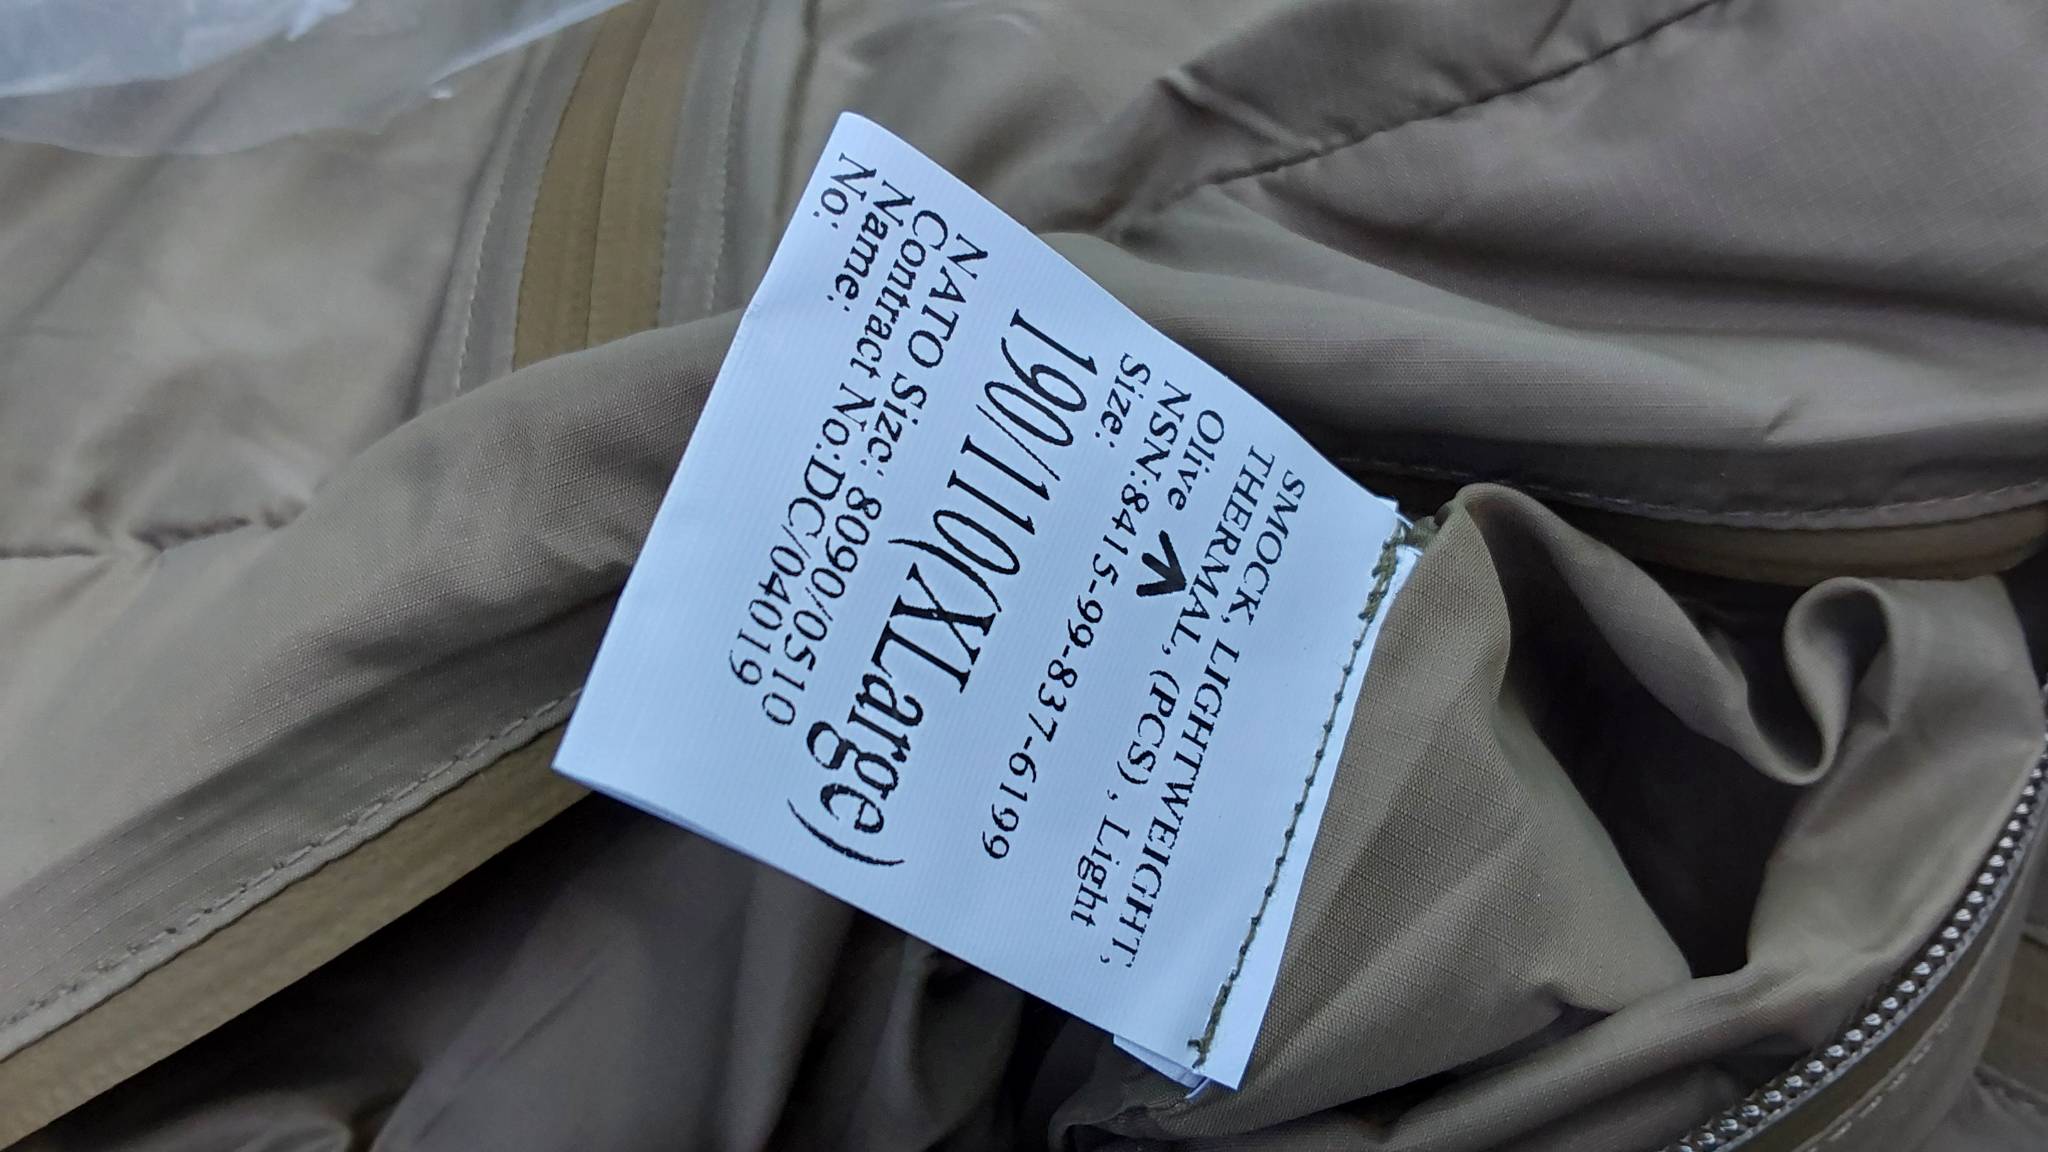 SMOCK, LIGHTWEIGHT,
THERMAL, (PCS), Light
Olive
NSN:8415-99-837-6199
Size:
190/110(XLarge)
NATO Size: 8090/0510
Contract No:DC/04019
Name:
No: